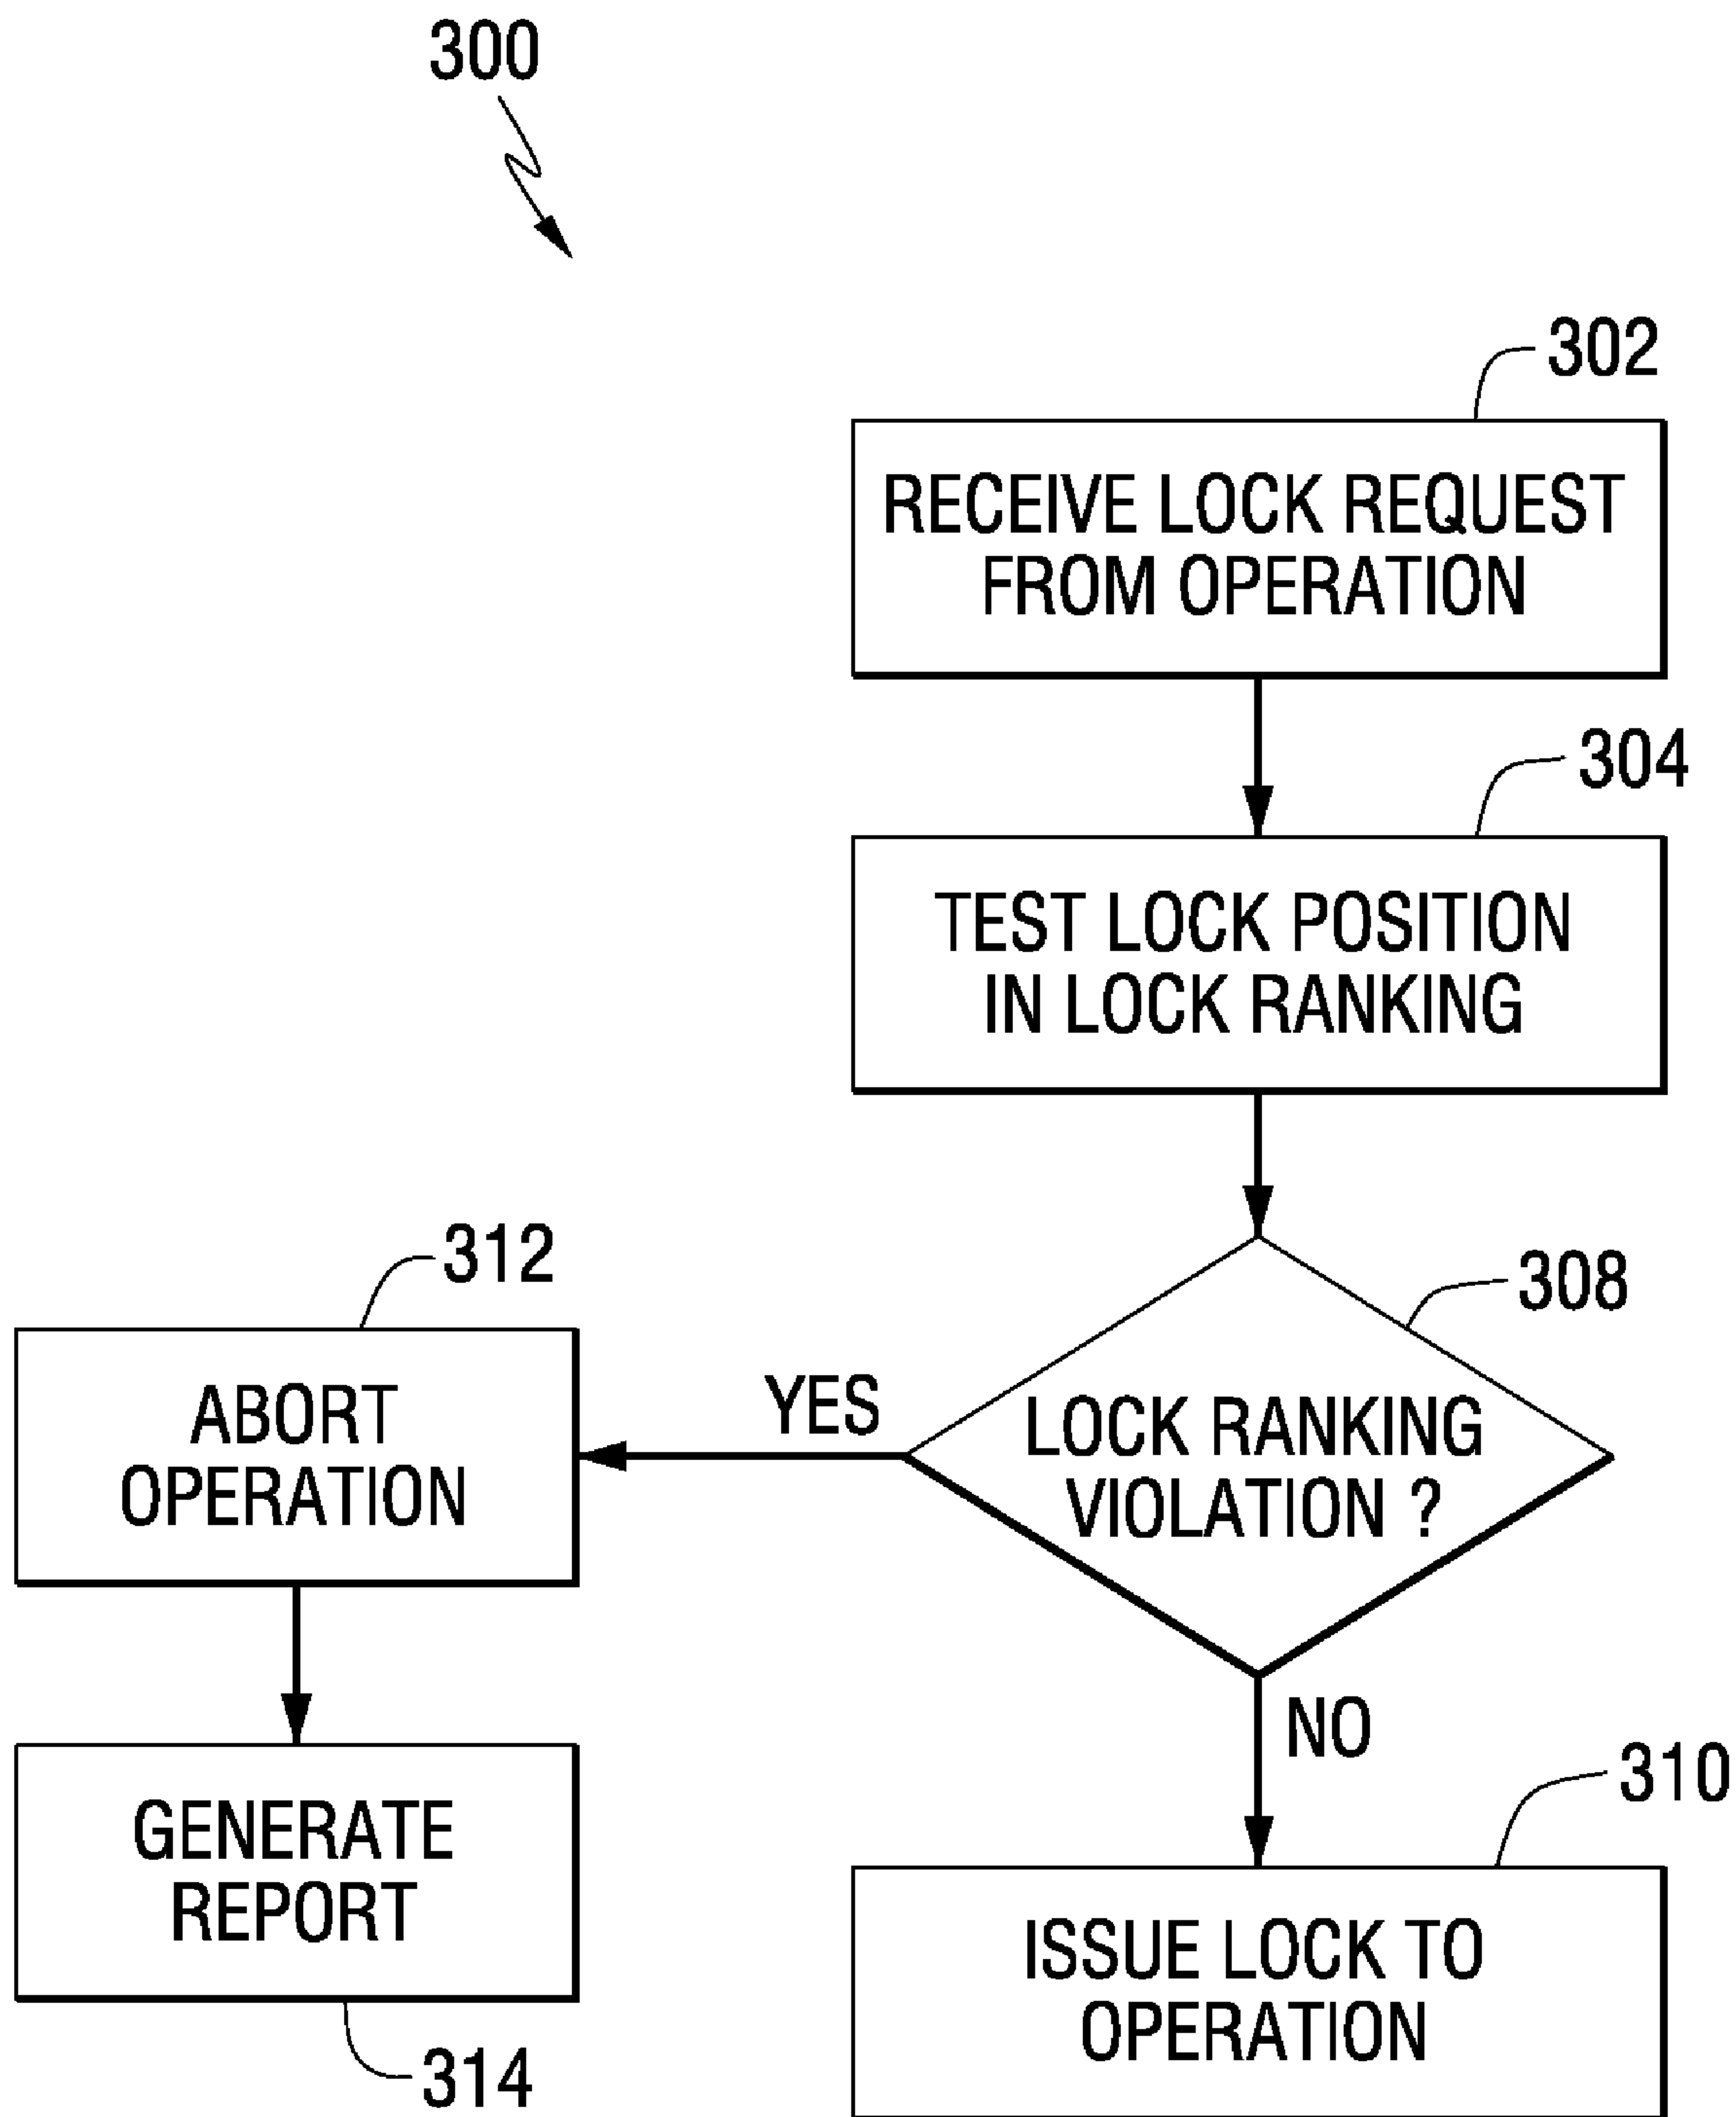 300
302
RECEIVE LOCK REQUEST
FROM OPERATION
304
TEST LOCK POSITION
IN LOCK RANKING
308
LOCK RANKING
VIOLATION ?
YES
312
ABORT
OPERATION
GENERATE
REPORT
314
NO
310
ISSUE LOCK TO
OPERATION